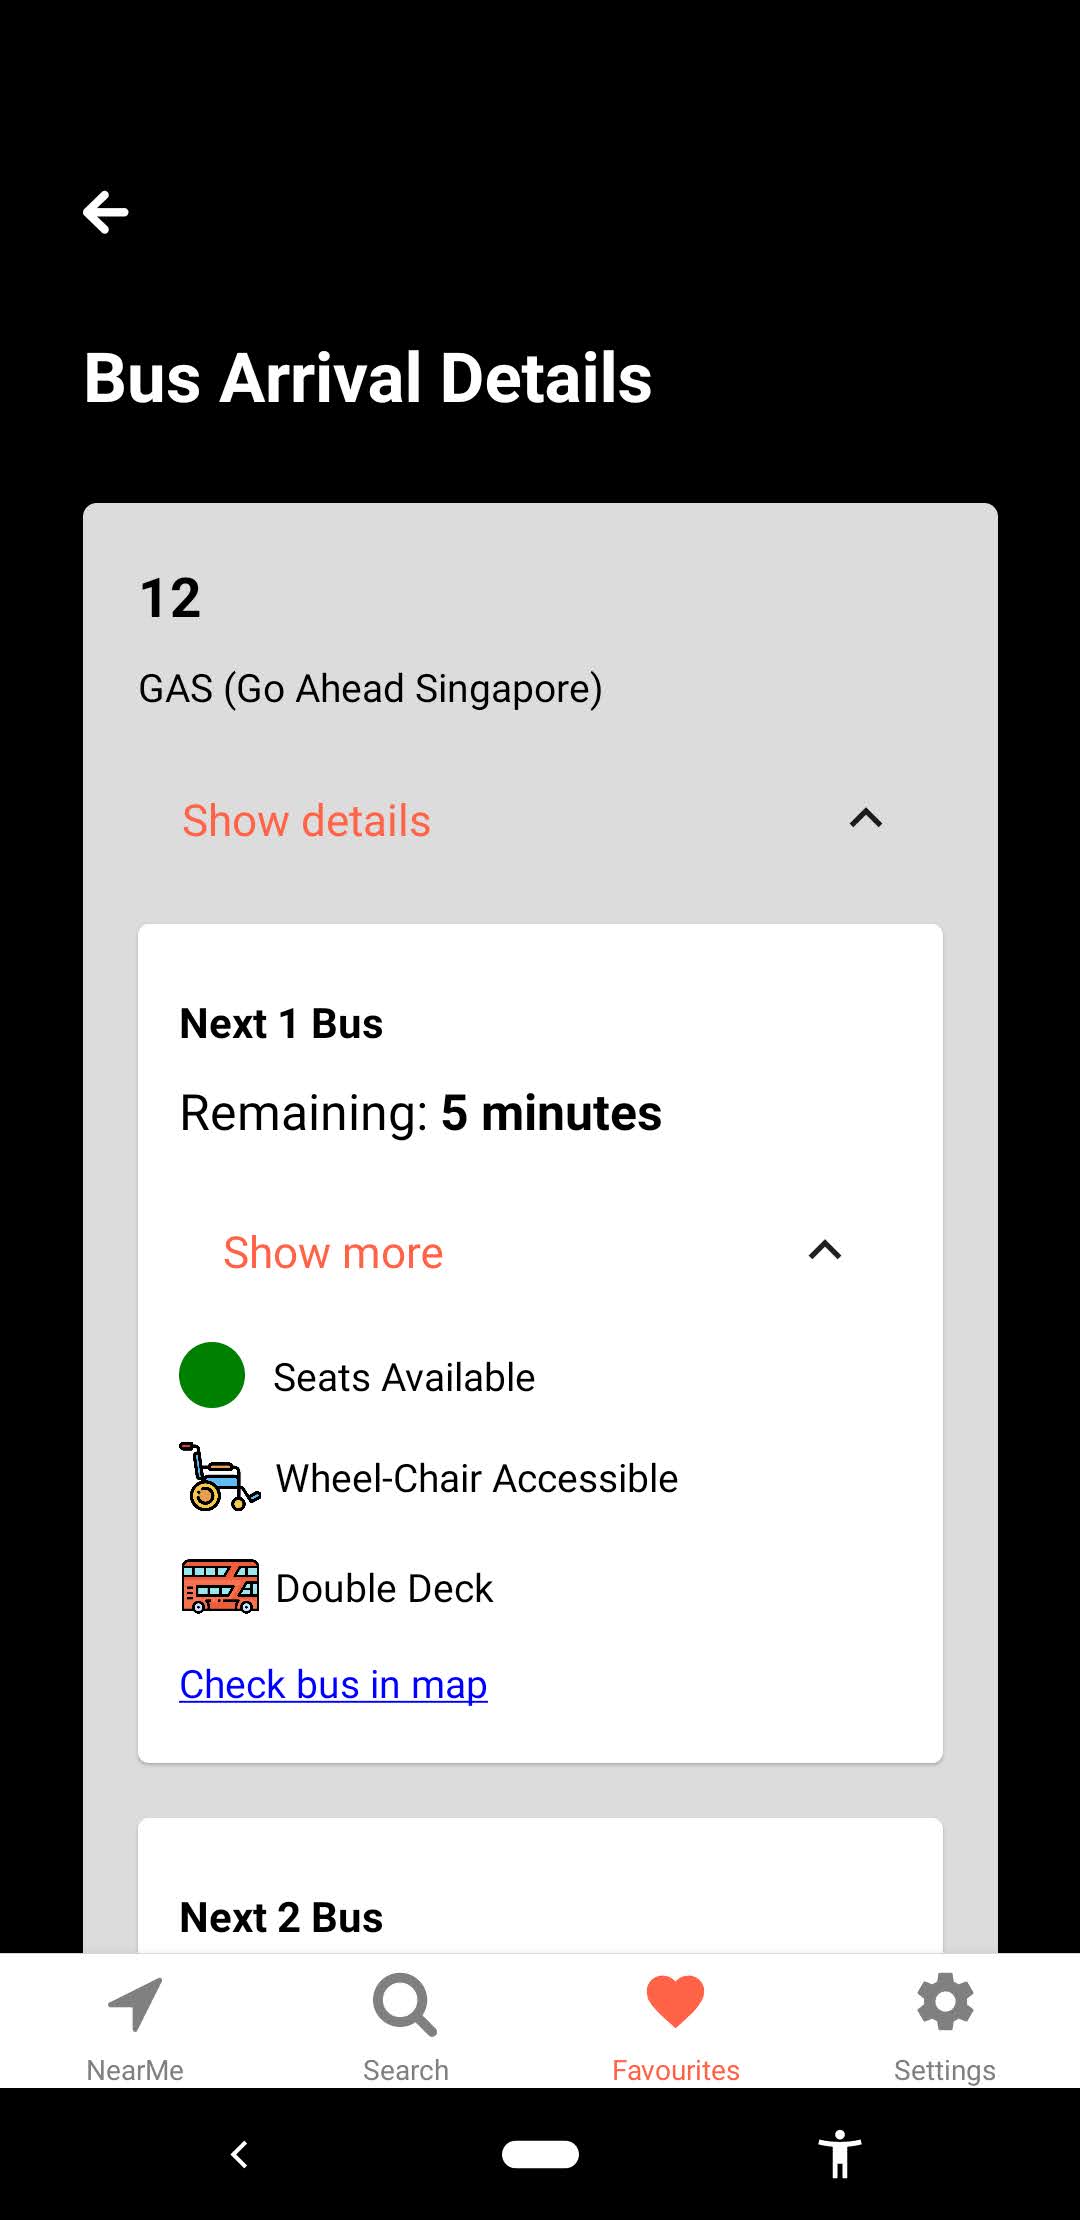 Bus Arrival Details
12
GAS (Go Ahead Singapore)
Show details
Next 1 Bus
Remaining: 5 minutes
Show more
Seats Available
Wheel-Chair Accessible
Double Deck
Check bus in map
Next 2 Bus
NearMe
Search
Favourites
Settings